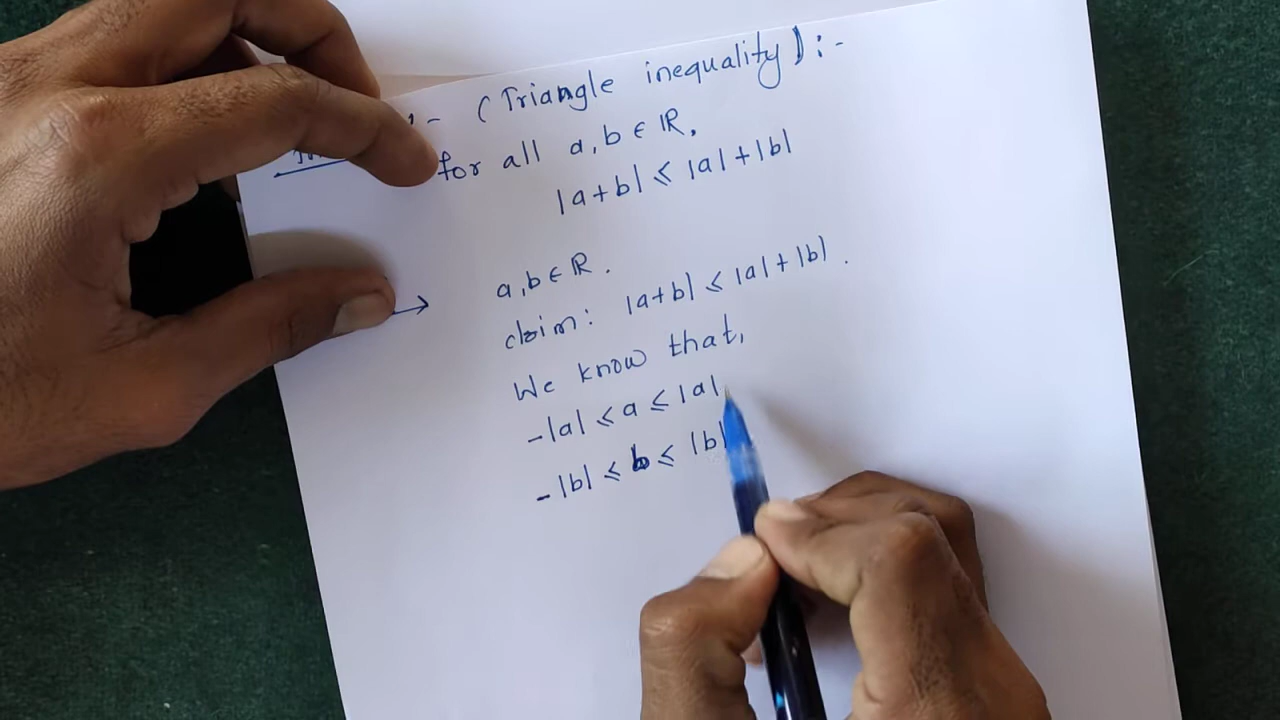 :- (Triangle inequality) :-
for all a, b ∈ ℝ,
|a+b| ≤ |a|+|b|
a, b ∈ ℝ.
claim: |a+b| ≤ |a|+|b|.
We know that,
-|a| ≤ a ≤ |a|,
-|b| ≤ b ≤ |b|